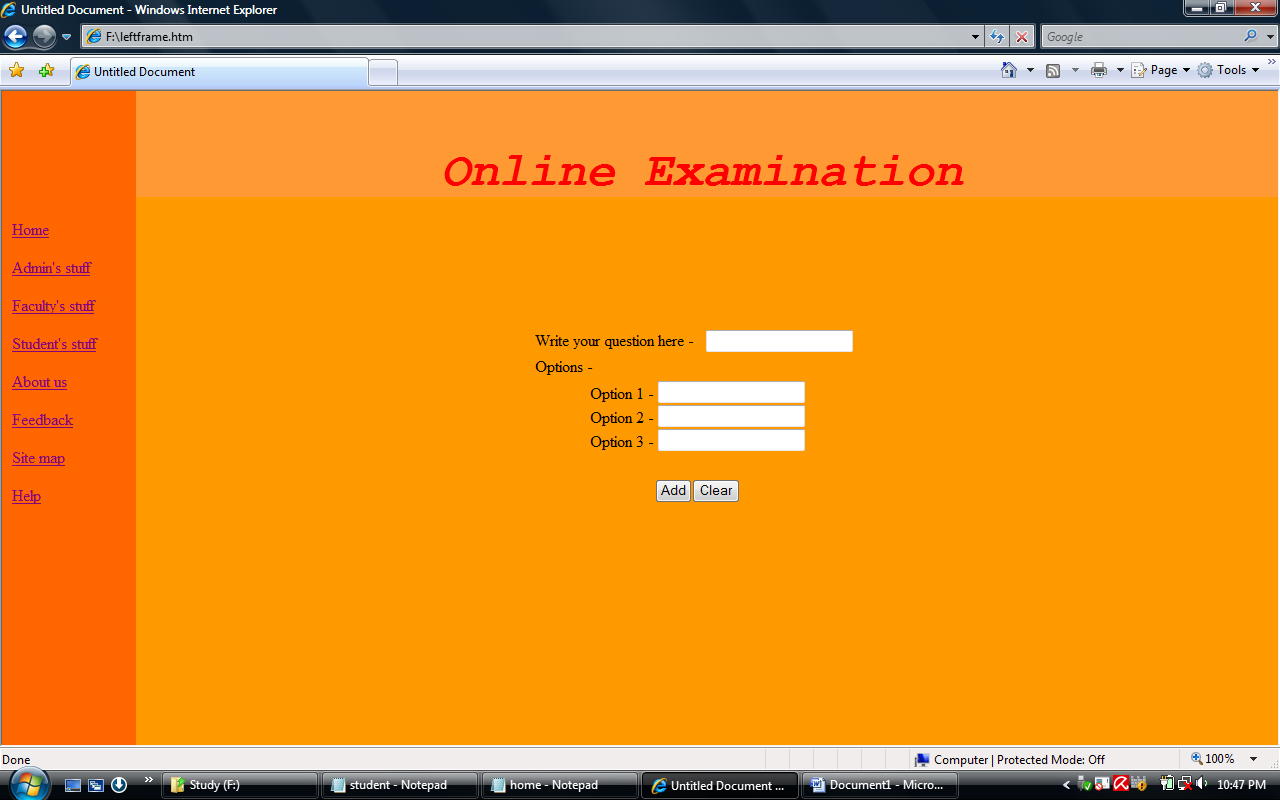 Untitled Document - Windows Internet Explorer
F:\leftframe.htm
Google
Untitled Document
Page
Tools
Online Examination
Home
Admin's stuff
Faculty's stuff
Student's stuff
About us
Feedback
Site map
Help
Write your question here -
Options -
Option 1 -
Option 2 -
Option 3 -
Add Clear
Done
Computer | Protected Mode: Off
100%
Study (F:)
student - Notepad
home - Notepad
Untitled Document ...
Document1 - Micro...
10:47 PM